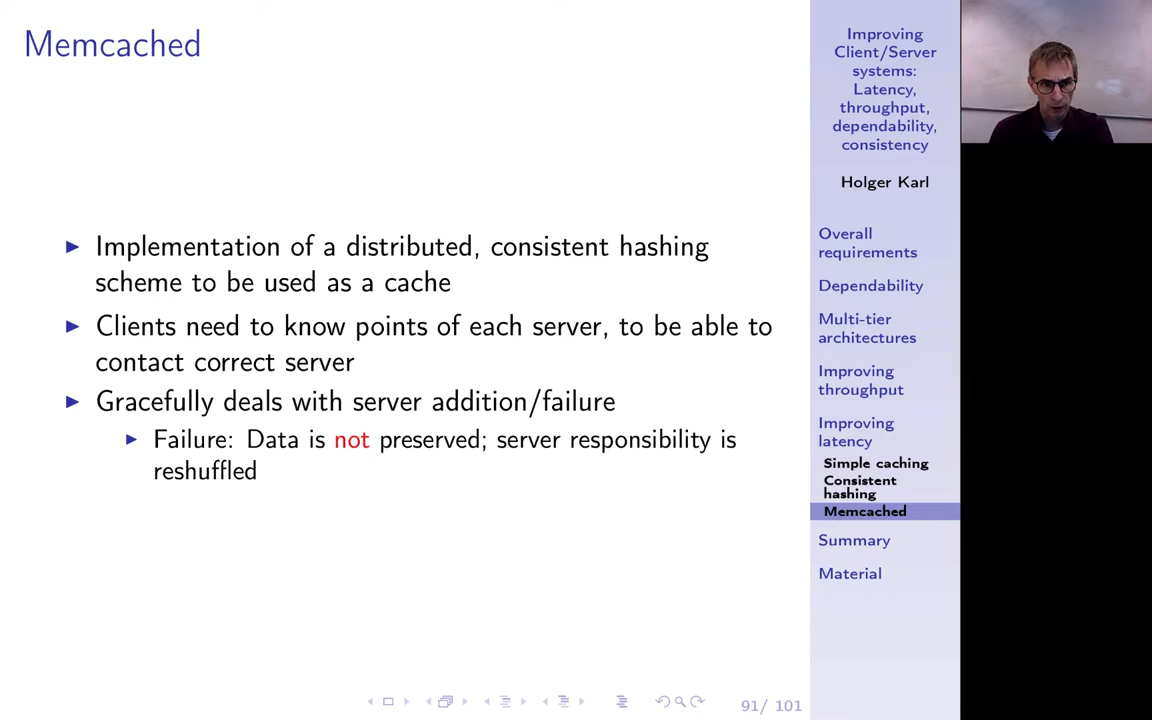 Memcached
Implementation of a distributed, consistent hashing
scheme to be used as a cache
Clients need to know points of each server, to be able to
contact correct server
Gracefully deals with server addition/failure
Failure: Data is not preserved; server responsibility is
reshuffled
Improving
Client/Server
systems:
Latency,
throughput,
dependability,
consistency
Holger Karl
Overall
requirements
Dependability
Multi-tier
architectures
Improving
throughput
Improving
latency
Simple caching
Consistent
hashing
Memcached
Summary
Material
91/ 101